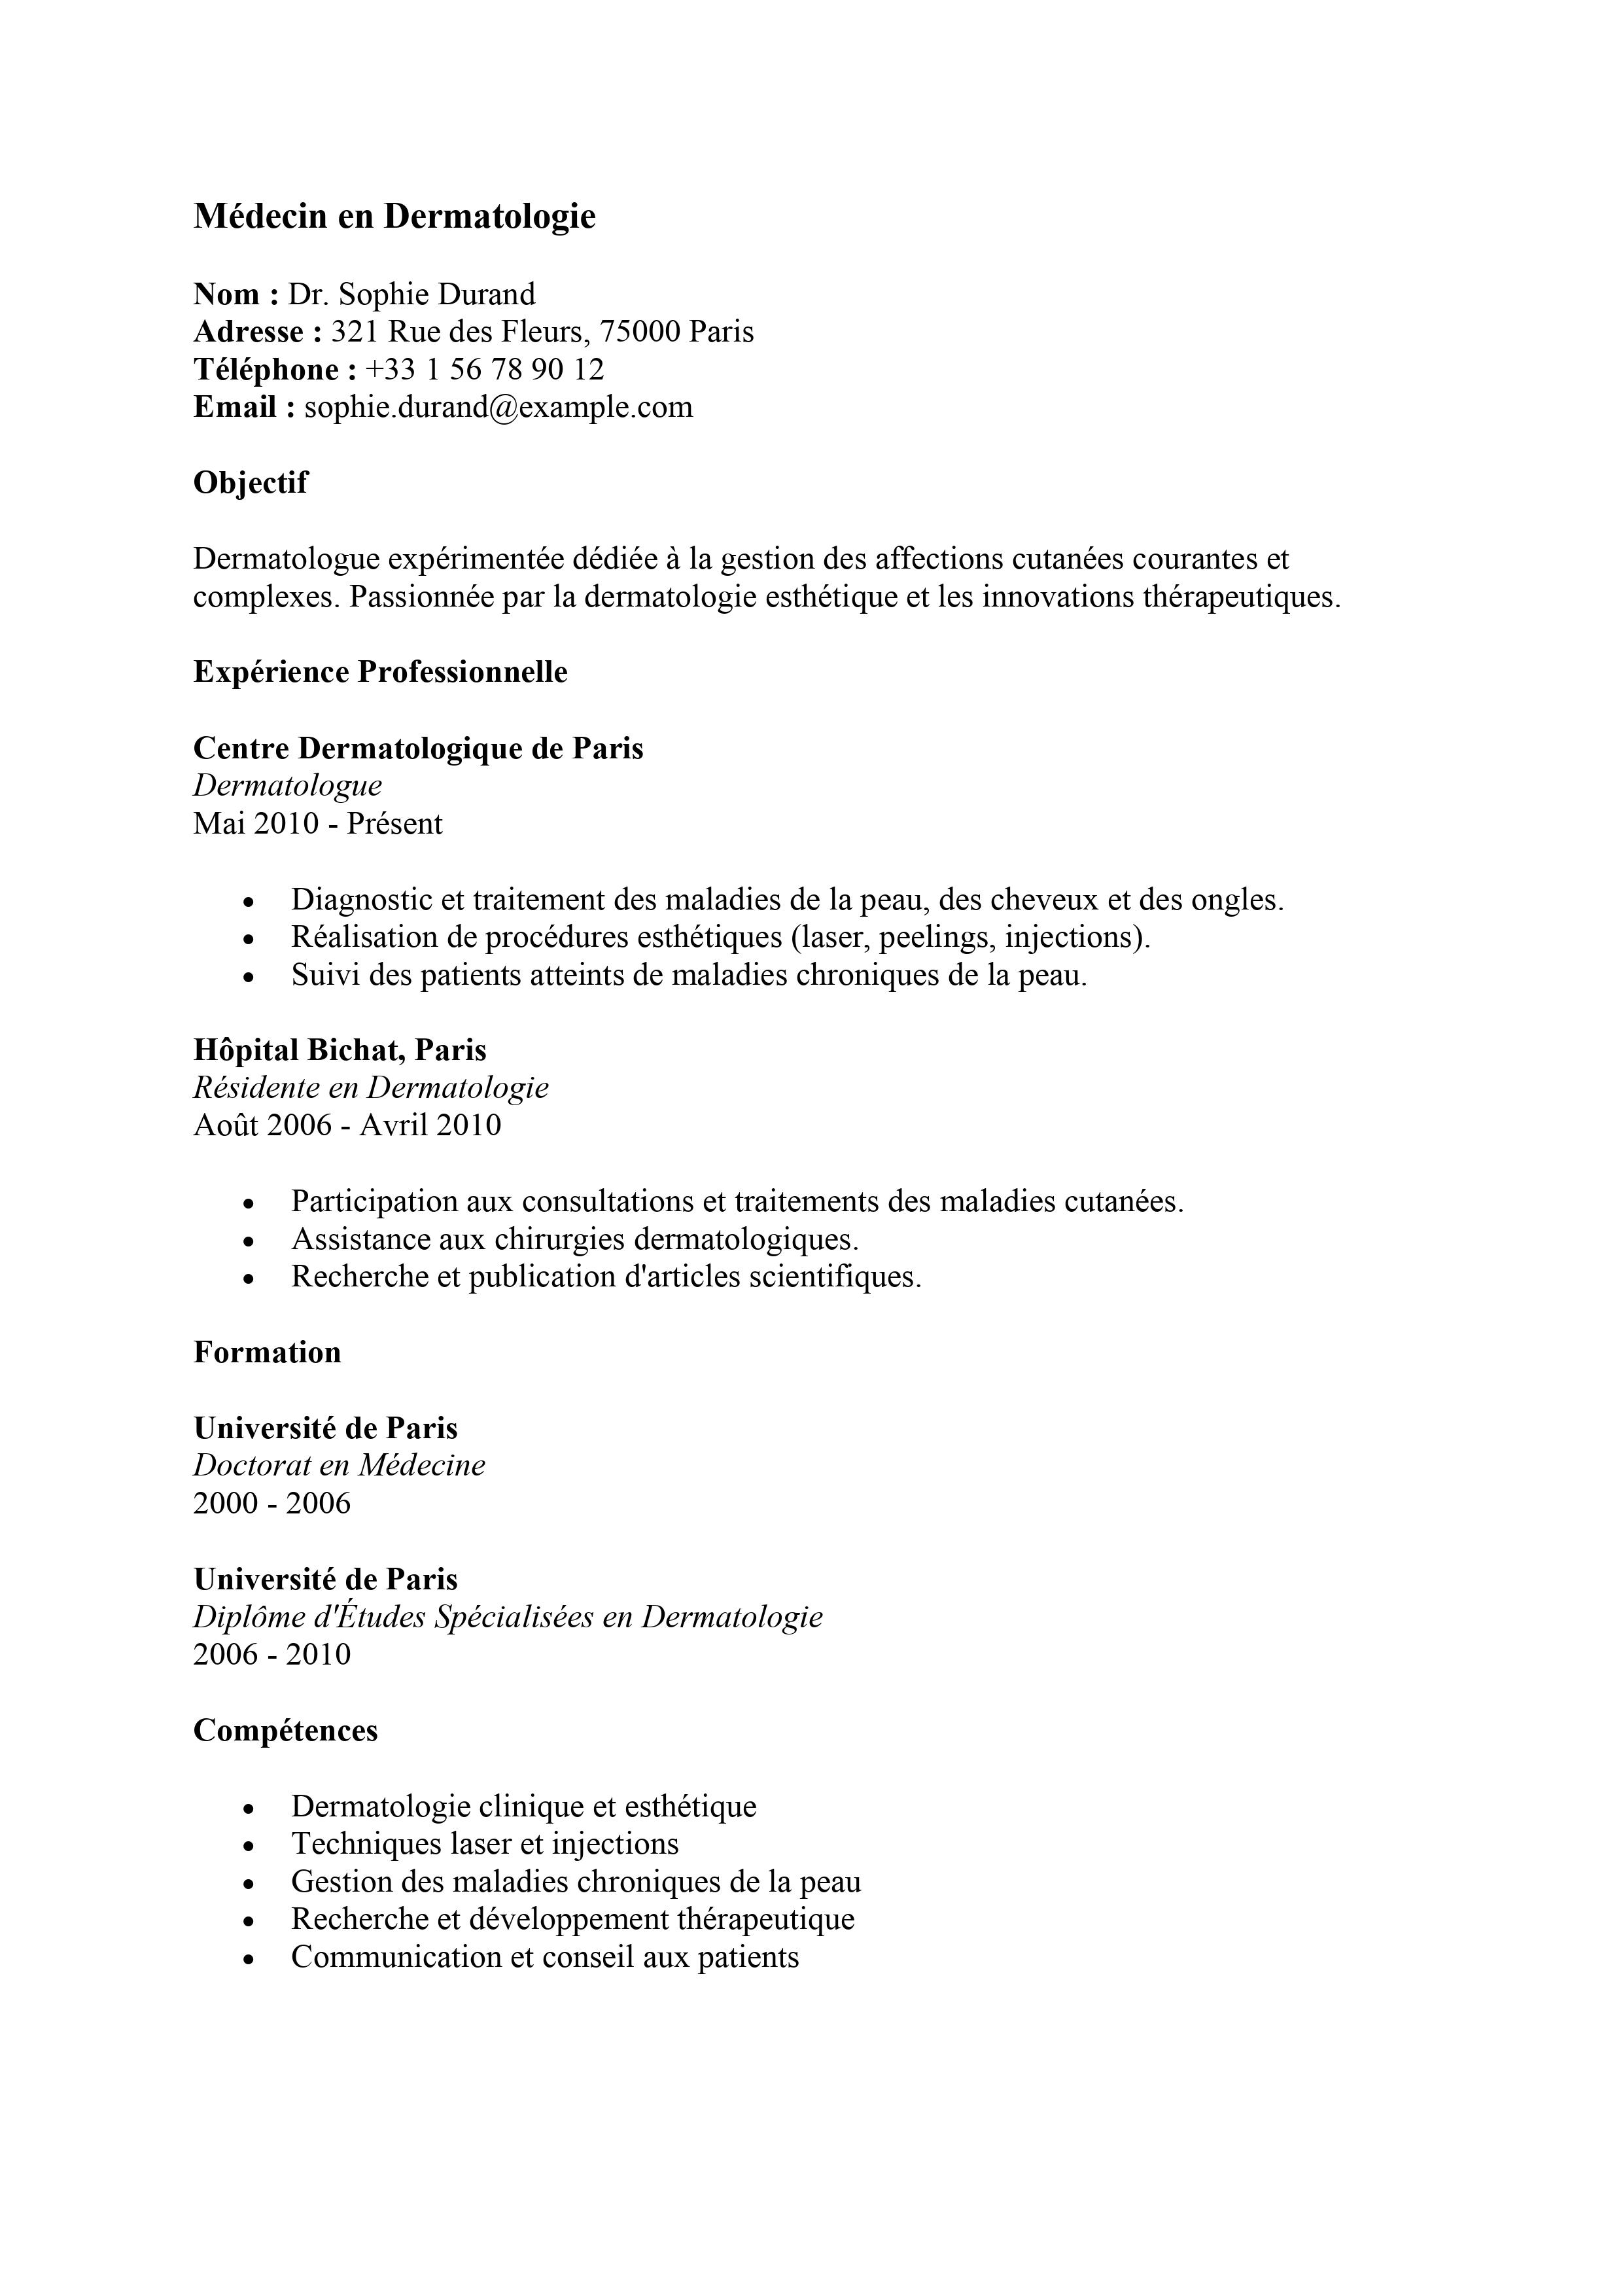 Médecin en Dermatologie
Nom : Dr. Sophie Durand
Adresse : 321 Rue des Fleurs, 75000 Paris
Téléphone : +33 1 56 78 90 12
Email : sophie.durand@example.com
Objectif
Dermatologue expérimentée dédiée à la gestion des affections cutanées courantes et
complexes. Passionnée par la dermatologie esthétique et les innovations thérapeutiques.
Expérience Professionnelle
Centre Dermatologique de Paris
Dermatologue
Mai 2010 - Présent
• Diagnostic et traitement des maladies de la peau, des cheveux et des ongles.
• Réalisation de procédures esthétiques (laser, peelings, injections).
• Suivi des patients atteints de maladies chroniques de la peau.
Hôpital Bichat, Paris
Résidente en Dermatologie
Août 2006 - Avril 2010
• Participation aux consultations et traitements des maladies cutanées.
• Assistance aux chirurgies dermatologiques.
• Recherche et publication d'articles scientifiques.
Formation
Université de Paris
Doctorat en Médecine
2000 - 2006
Université de Paris
Diplôme d'Études Spécialisées en Dermatologie
2006 - 2010
Compétences
• Dermatologie clinique et esthétique
• Techniques laser et injections
• Gestion des maladies chroniques de la peau
• Recherche et développement thérapeutique
• Communication et conseil aux patients